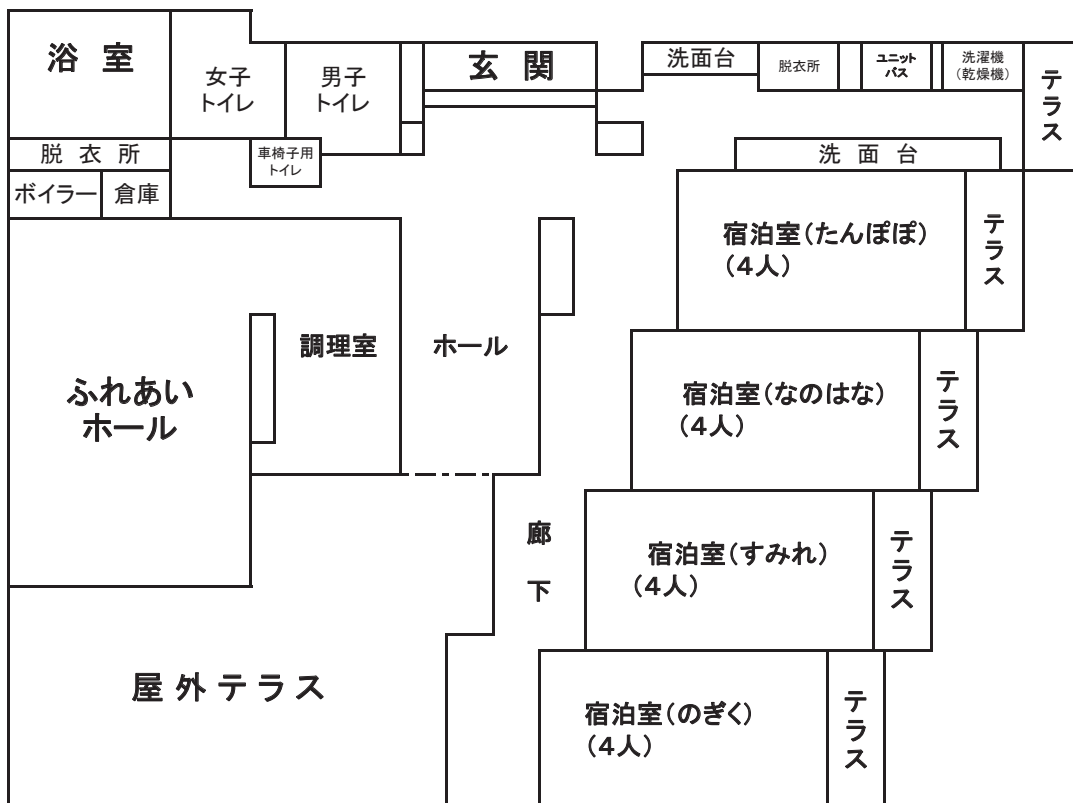 浴室
女子
トイレ
男子
トイレ
玄関
洗面台
脱衣所
ユニット
バス
洗濯機
(乾燥機)
テラス
脱衣所
車椅子用
トイレ
洗面台
ボイラー
倉庫
宿泊室(たんぽぽ)
(4人)
テラス
調理室
ホール
ふれあい
ホール
宿泊室(なのはな)
(4人)
テラス
廊下
宿泊室(すみれ)
(4人)
テラス
屋外テラス
宿泊室(のぎく)
(4人)
テラス